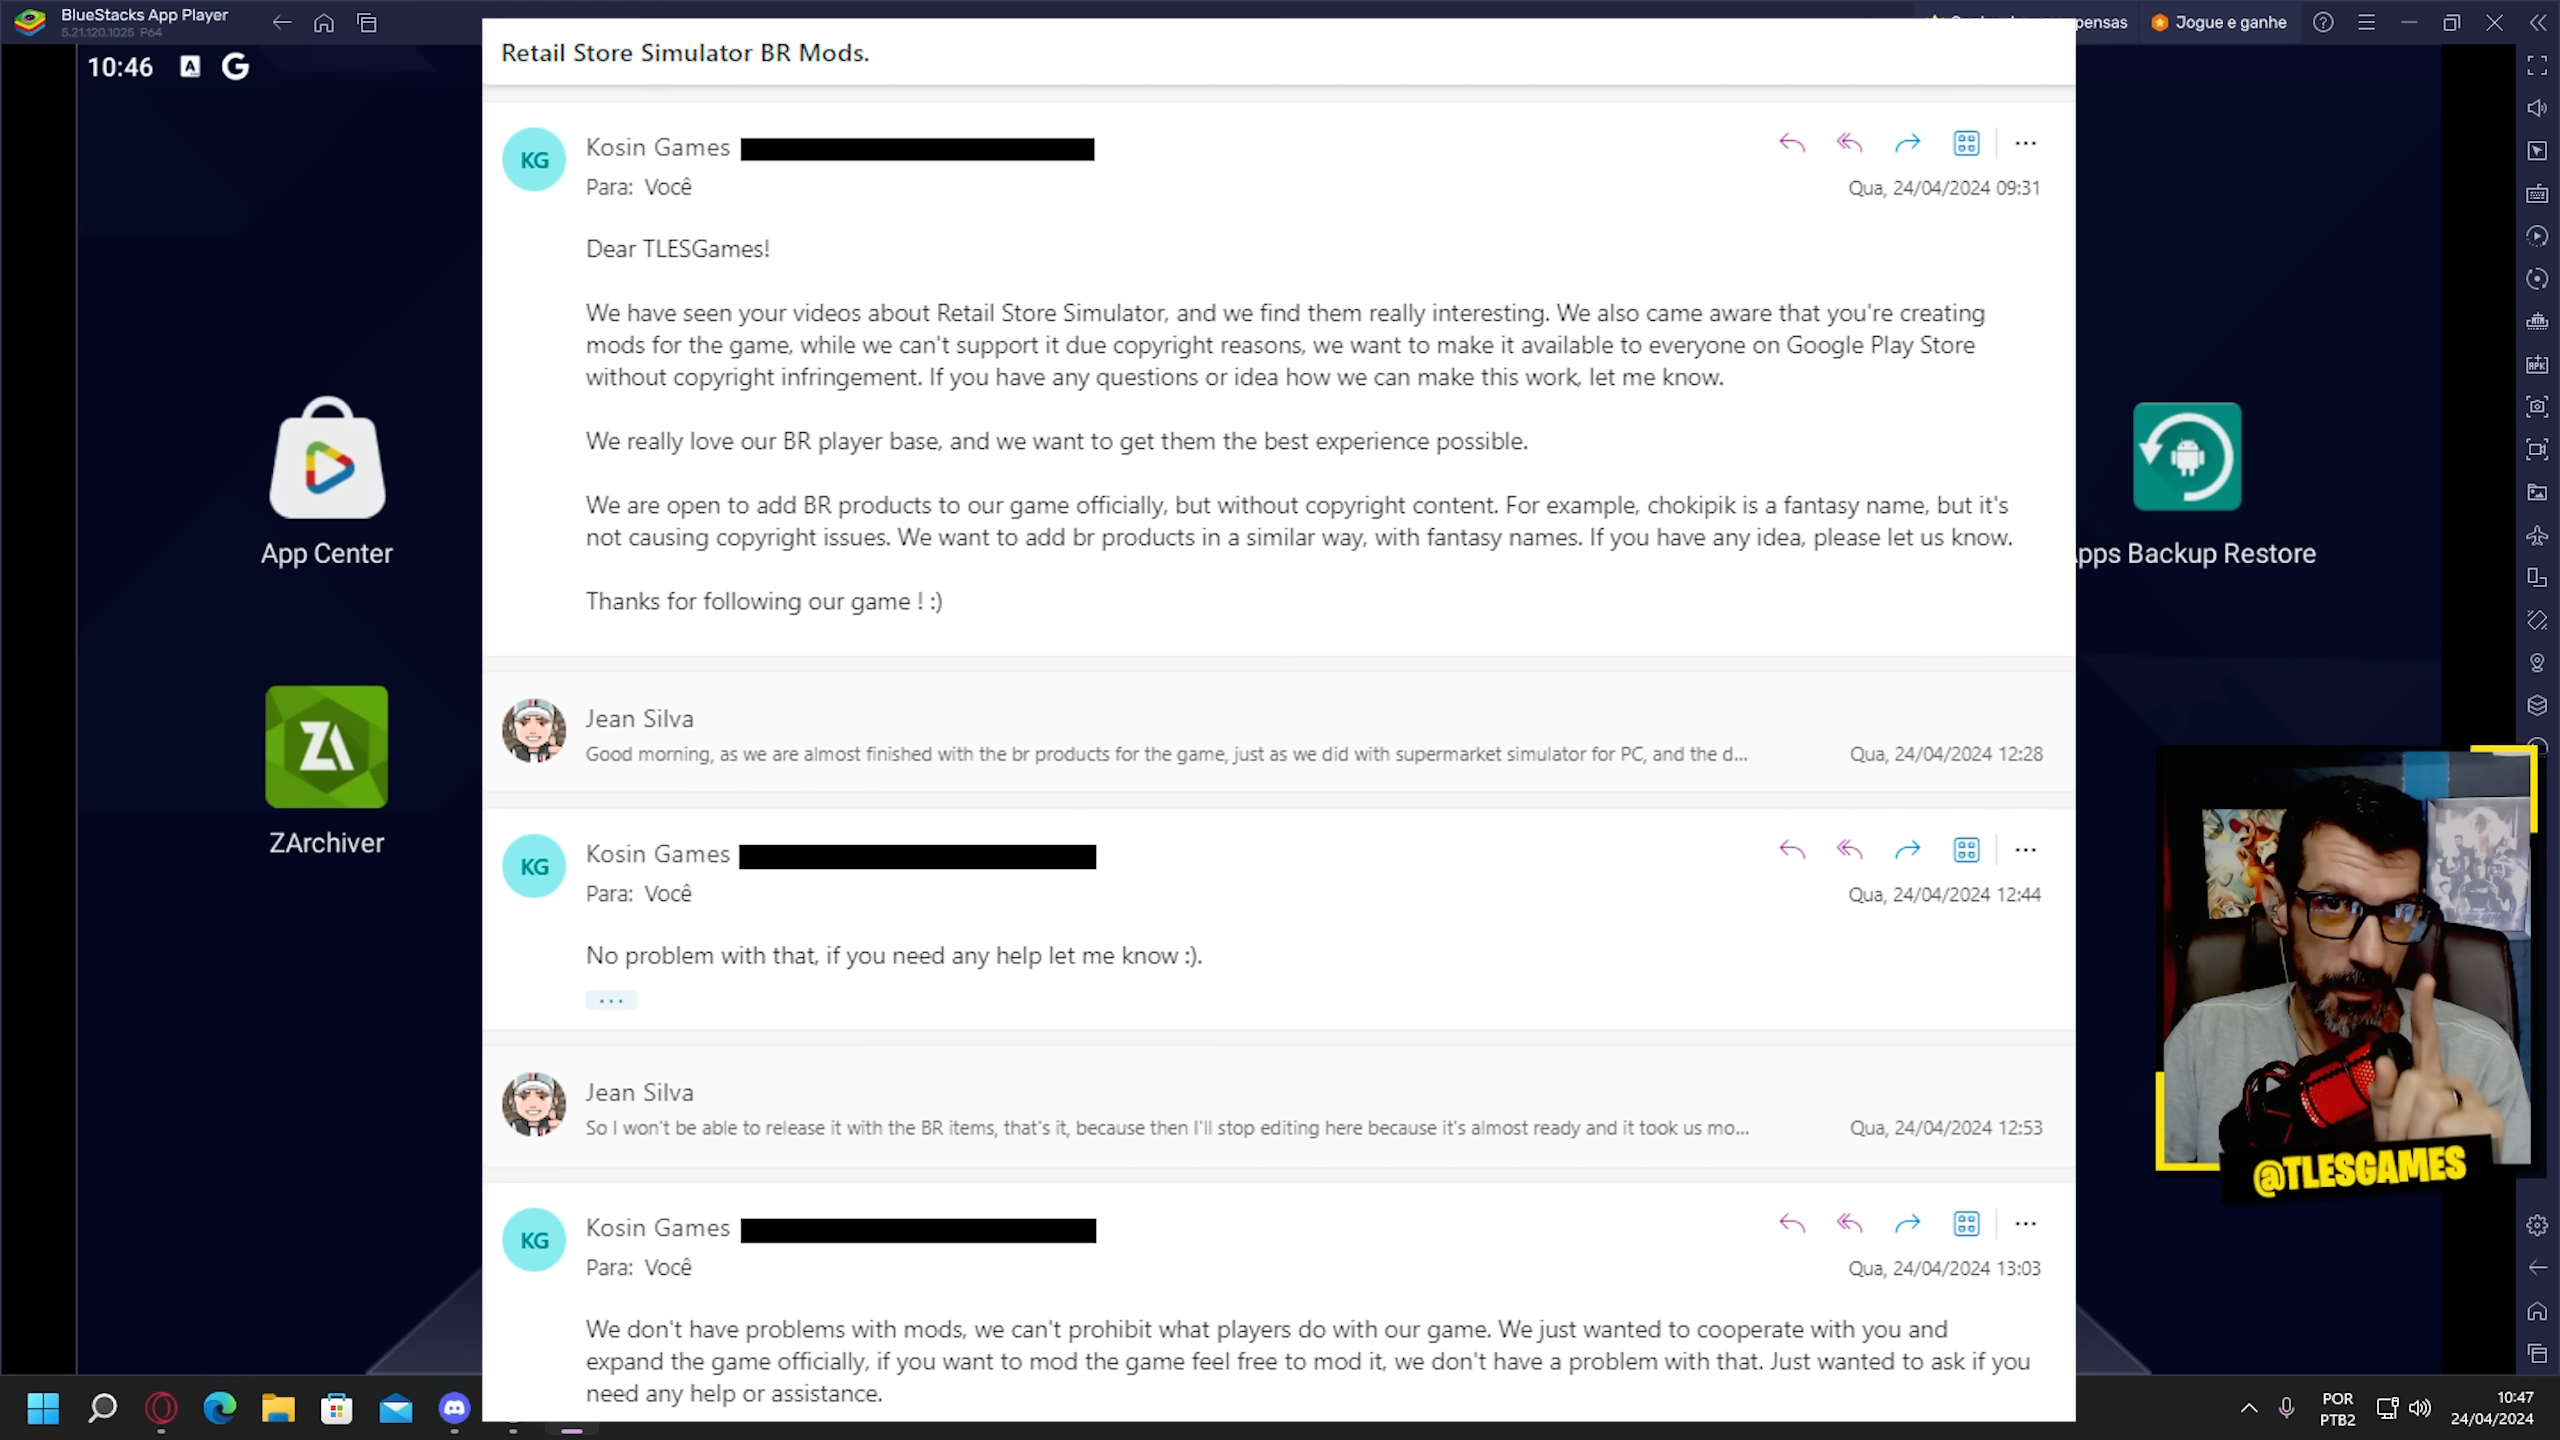 BlueStacks App Player
5.21.120.1025 P64
pensas
Jogue e ganhe
10:46
Retail Store Simulator BR Mods.
KG
Kosin Games
Para: Você
Qua, 24/04/2024 09:31
Dear TLESGames!
We have seen your videos about Retail Store Simulator, and we find them really interesting. We also came aware that you're creating
mods for the game, while we can't support it due copyright reasons, we want to make it available to everyone on Google Play Store
without copyright infringement. If you have any questions or idea how we can make this work, let me know.
We really love our BR player base, and we want to get them the best experience possible.
We are open to add BR products to our game officially, but without copyright content. For example, chokipik is a fantasy name, but it's
not causing copyright issues. We want to add br products in a similar way, with fantasy names. If you have any idea, please let us know.
Thanks for following our game ! :)
App Center
pps Backup Restore
ZArchiver
Jean Silva
Good morning, as we are almost finished with the br products for the game, just as we did with supermarket simulator for PC, and the d...
Qua, 24/04/2024 12:28
KG
Kosin Games
Para: Você
Qua, 24/04/2024 12:44
No problem with that, if you need any help let me know :).
...
Jean Silva
So I won't be able to release it with the BR items, that's it, because then I'll stop editing here because it's almost ready and it took us mo...
Qua, 24/04/2024 12:53
@TLESGAMES
KG
Kosin Games
Para: Você
Qua, 24/04/2024 13:03
We don't have problems with mods, we can't prohibit what players do with our game. We just wanted to cooperate with you and
expand the game officially, if you want to mod the game feel free to mod it, we don't have a problem with that. Just wanted to ask if you
need any help or assistance.
POR
PTB2
10:47
24/04/2024